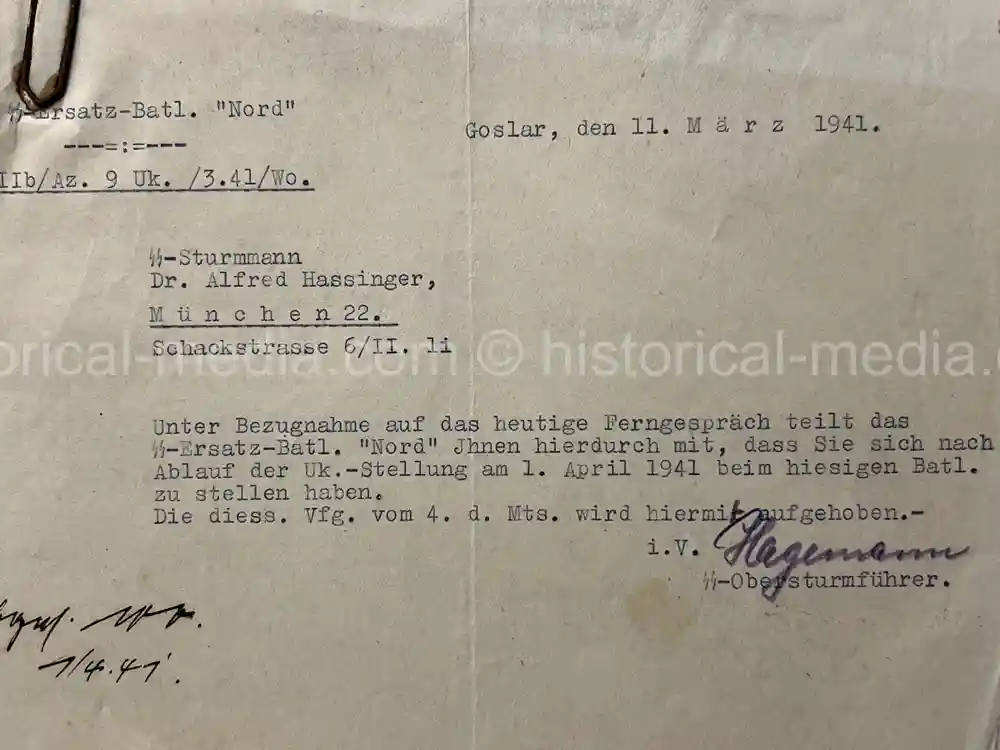 ᛋᛋ-Ersatz-Batl. "Nord"
---=:=---
IIb/Az. 9 Uk. /3.41/Wo.
Goslar, den 11. M ä r z 1941.
ᛋᛋ-Sturmmann
Dr. Alfred Hassinger,
M ü n c h e n 22.
Schackstrasse 6/II. li
orical-media.com © historical-media.
Unter Bezugnahme auf das heutige Ferngespräch teilt das
ᛋᛋ-Ersatz-Batl. "Nord" Jhnen hierdurch mit, dass Sie sich nach
Ablauf der Uk.-Stellung am 1. April 1941 beim hiesigen Batl.
zu stellen haben.
Die diess. Vfg. vom 4. d. Mts. wird hiermit aufgehoben.-
i.V. Hagemann
ᛋᛋ-Obersturmführer.
1/4.41.